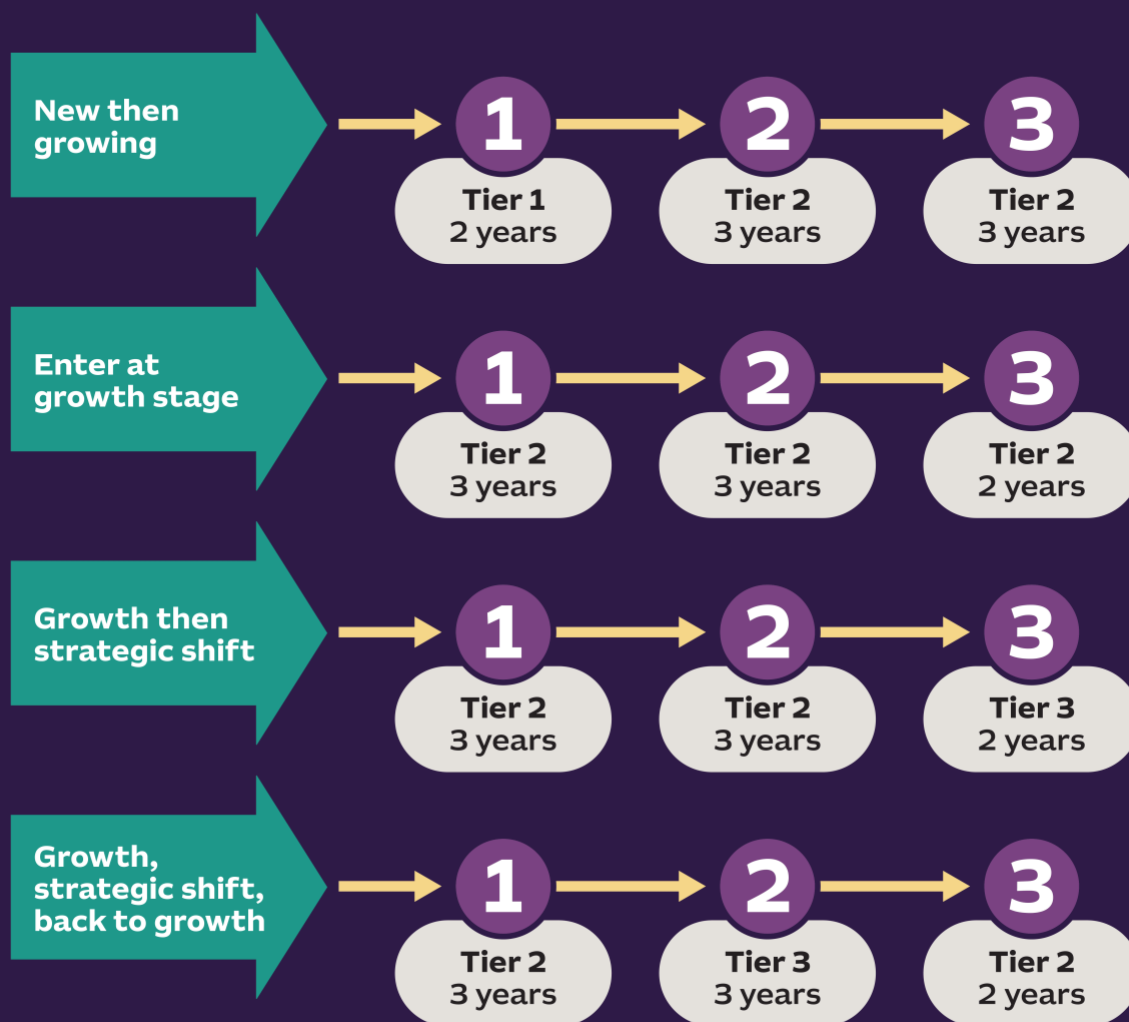 New then
growing
1
2
3
Tier 1
2 years
Tier 2
3 years
Tier 2
3 years
Enter at
growth stage
1
2
3
Tier 2
3 years
Tier 2
3 years
Tier 2
2 years
Growth then
strategic shift
1
2
3
Tier 2
3 years
Tier 2
3 years
Tier 3
2 years
Growth,
strategic shift,
back to growth
1
2
3
Tier 2
3 years
Tier 3
3 years
Tier 2
2 years